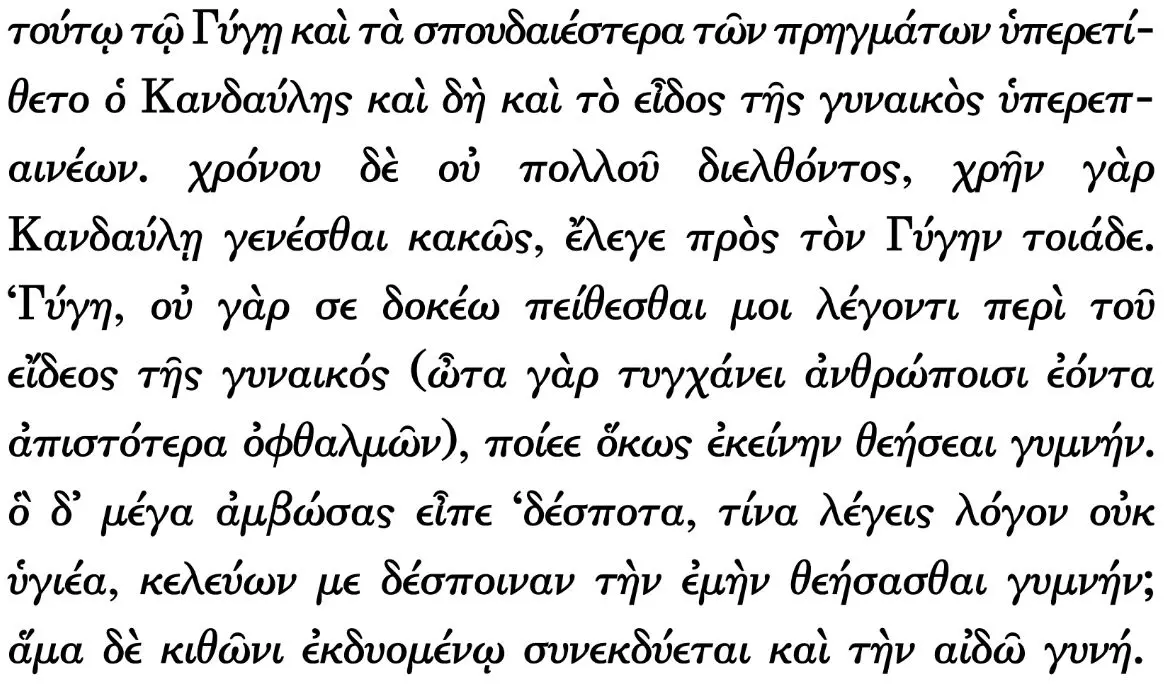 τούτῳ τῷ Γύγῃ καὶ τὰ σπουδαιέστερα τῶν πρηγμάτων ὑπερετί-
θετο ὁ Κανδαύλης καὶ δὴ καὶ τὸ εἶδος τῆς γυναικὸς ὑπερεπ-
αινέων. χρόνου δὲ οὐ πολλοῦ διελθόντος, χρῆν γὰρ
Κανδαύλῃ γενέσθαι κακῶς, ἔλεγε πρὸς τὸν Γύγην τοιάδε.
‘Γύγη, οὐ γὰρ σε δοκέω πείθεσθαι μοι λέγοντι περὶ τοῦ
εἴδεος τῆς γυναικός (ὦτα γὰρ τυγχάνει ἀνθρώποισι ἐόντα
ἀπιστότερα ὀφθαλμῶν), ποίεε ὅκως ἐκείνην θεήσεαι γυμνήν.
ὃ δ’ μέγα ἀμβώσας εἶπε ‘δέσποτα, τίνα λέγεις λόγον οὐκ
ὑγιέα, κελεύων με δέσποιναν τὴν ἐμὴν θεήσασθαι γυμνήν;
ἅμα δὲ κιθῶνι ἐκδυομένῳ συνεκδύεται καὶ τὴν αἰδῶ γυνή.